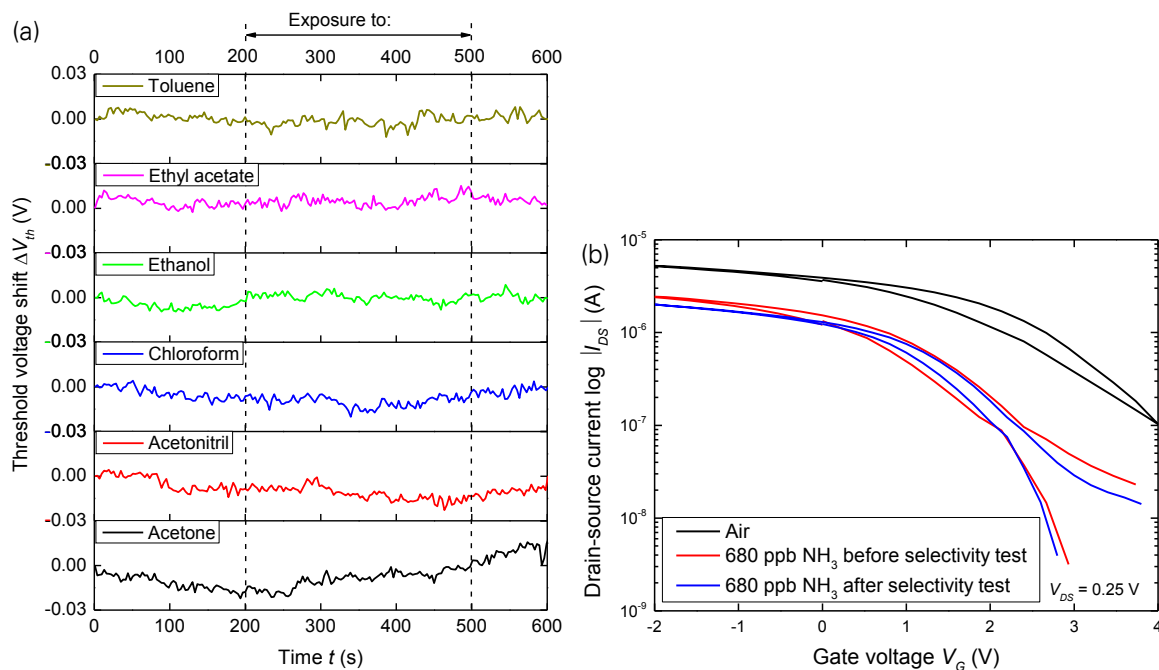 (a)
Exposure to:
0 100 200 300 400 500 600
Threshold voltage shift ΔV_th (V)
0.03
0.00
-0.03
Toluene
0.00
-0.03
Ethyl acetate
0.00
-0.03
Ethanol
0.00
-0.03
Chloroform
0.00
-0.03
Acetonitril
0.00
-0.03
Acetone
0 100 200 300 400 500 600
Time t (s)
(b)
Drain-source current log |I_DS| (A)
10⁻⁵
10⁻⁶
10⁻⁷
10⁻⁸
10⁻⁹
Air
680 ppb NH₃ before selectivity test
680 ppb NH₃ after selectivity test
V_DS = 0.25 V
-2 -1 0 1 2 3 4
Gate voltage V_G (V)